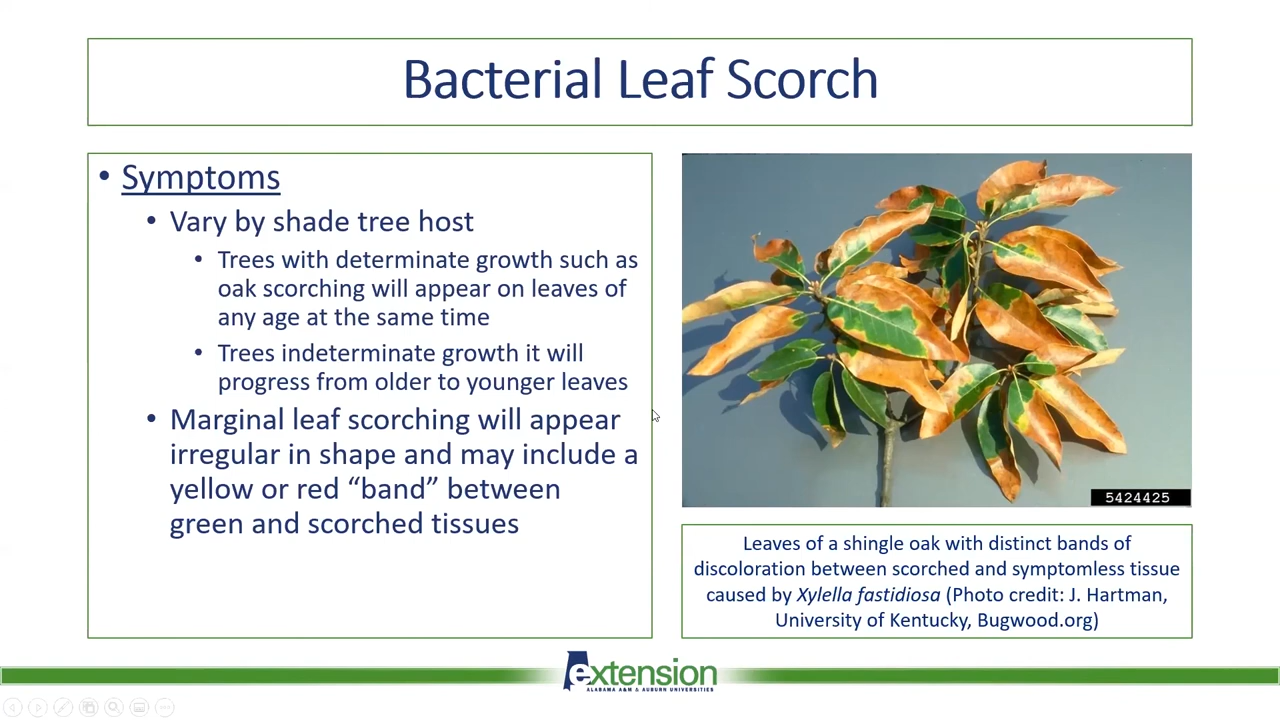 Bacterial Leaf Scorch
• Symptoms
• Vary by shade tree host
• Trees with determinate growth such as
oak scorching will appear on leaves of
any age at the same time
• Trees indeterminate growth it will
progress from older to younger leaves
• Marginal leaf scorching will appear
irregular in shape and may include a
yellow or red “band” between
green and scorched tissues
5424425
Leaves of a shingle oak with distinct bands of
discoloration between scorched and symptomless tissue
caused by Xylella fastidiosa (Photo credit: J. Hartman,
University of Kentucky, Bugwood.org)
extension
ALABAMA A&M & AUBURN UNIVERSITIES